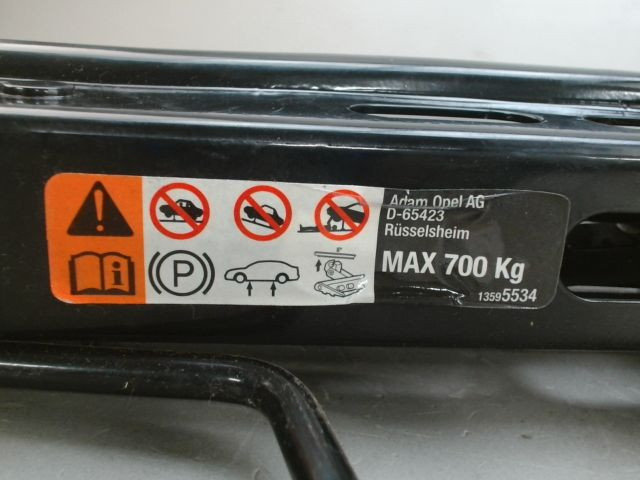 Adam Opel AG
D-65423
Rüsselsheim
P
MAX 700 Kg
13595534